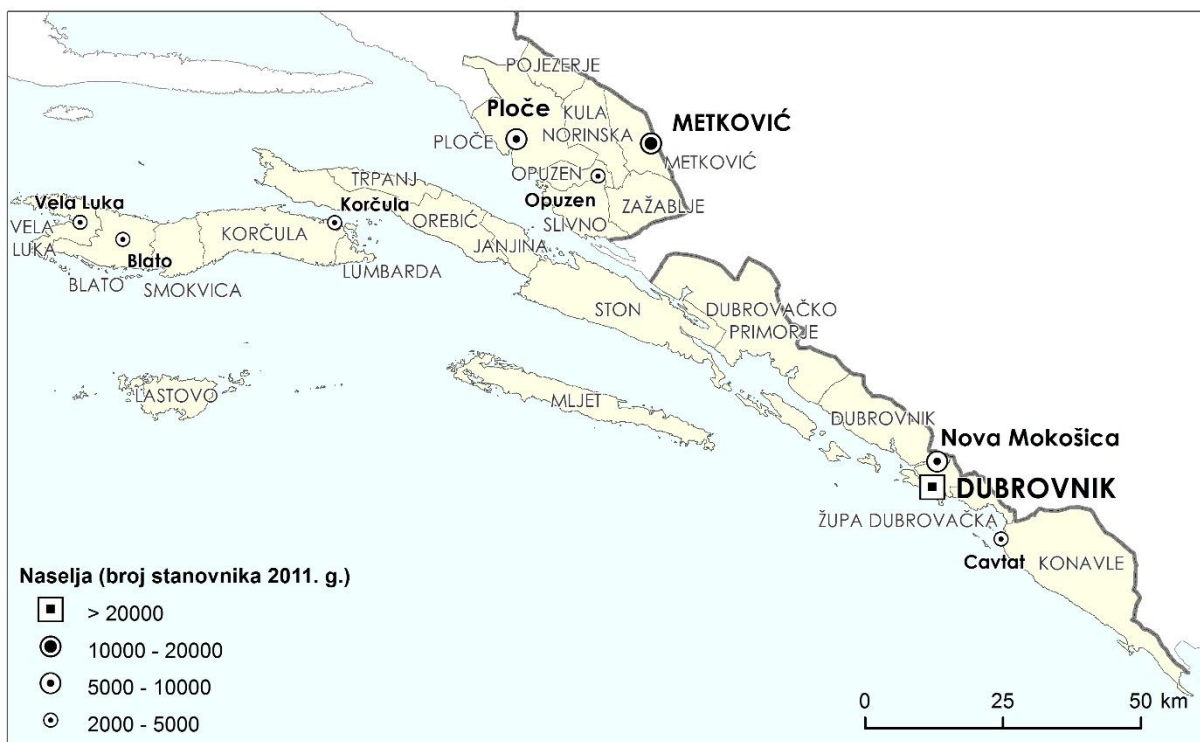 POJEZERJE
Ploče
KULA
NORINSKA
METKOVIĆ
PLOČE
METKOVIĆ
OPUZEN
TRPANJ
Opuzen
ZAŽABLJE
Vela Luka
Korčula
OREBIĆ
SLIVNO
VELA
LUKA
KORČULA
JANJINA
Blato
BLATO
SMOKVICA
LUMBARDA
STON
DUBROVAČKO
PRIMORJE
LASTOVO
MLJET
DUBROVNIK
Nova Mokošica
DUBROVNIK
ŽUPA DUBROVAČKA
Cavtat
KONAVLE
Naselja (broj stanovnika 2011. g.)
> 20000
10000 - 20000
5000 - 10000
2000 - 5000
0 25 50 km